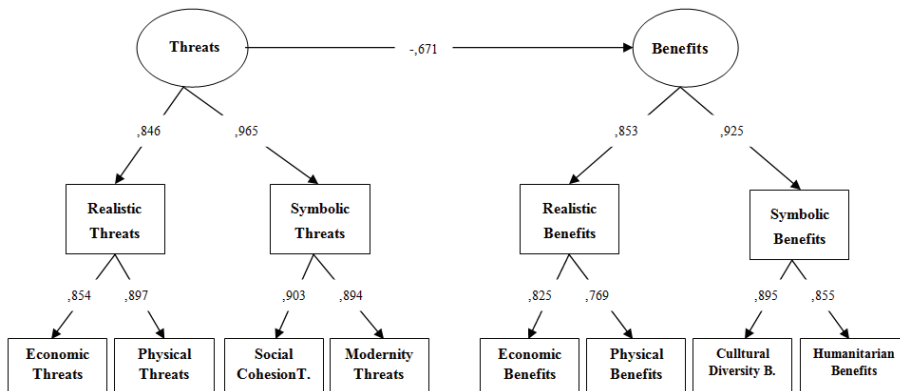 Threats
-,671
Benefits
,846
,965
,853
,925
Realistic
Threats
Symbolic
Threats
Realistic
Benefits
Symbolic
Benefits
,854
,897
,903
,894
,825
,769
,895
,855
Economic
Threats
Physical
Threats
Social
CohesionT.
Modernity
Threats
Economic
Benefits
Physical
Benefits
Cultural
Diversity B.
Humanitarian
Benefits